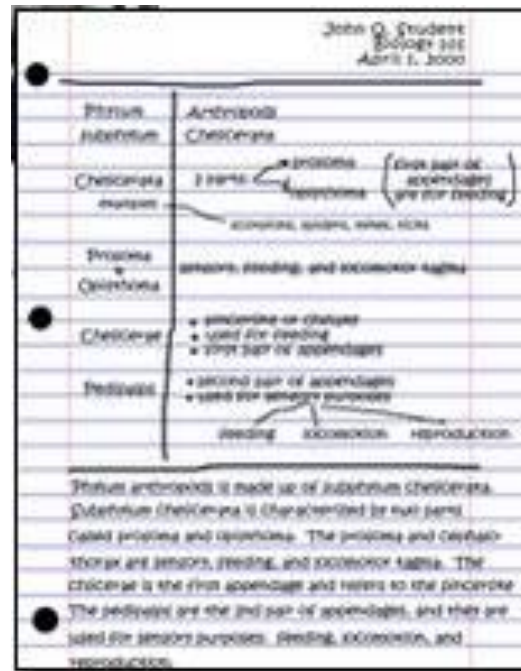 John Q. Student
Biology 101
April 1, 2000
Phylum Arthropods
subphylum Chelicerata
Chelicerata 2 parts prosoma (first pair of appendages are for feeding)
opisthoma
examples
scorpions, spiders, mites, ticks
Prosoma
Opisthoma
sensory, feeding, and locomotor tagma
Chelicerae • pincerlike or chelate
• used for feeding
• first pair of appendages
Pedipalps • second pair of appendages
• used for sensory purposes
feeding locomotion reproduction
Phylum arthropods is made up of subphylum chelicerata.
Subphylum Chelicerata is characterized by two parts
called prosoma and opisthoma. The prosoma and cephalo
thorax are sensory, feeding, and locomotor tagma. The
is the first appendage and refers to the pincerlike
The pedipalps are the 2nd pair of appendages, and they are
used for sensory purposes: feeding, locomotion, and
reproduction.